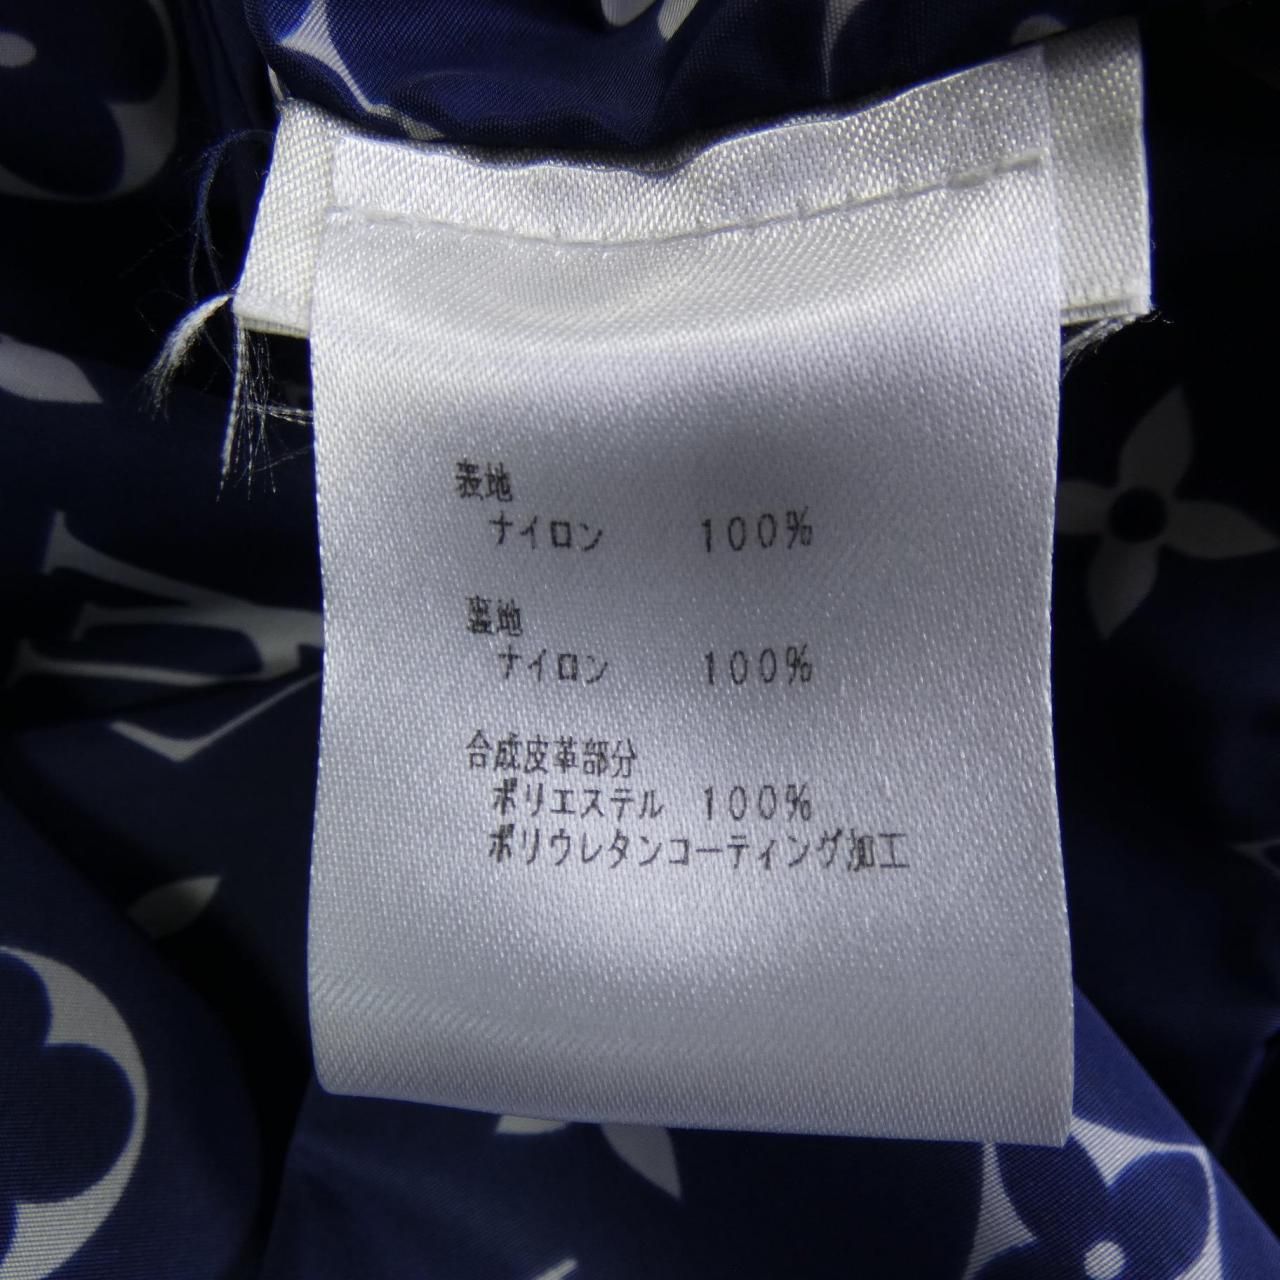 表地
ナイロン 100%
裏地
ナイロン 100%
合成皮革部分
ポリエステル 100%
ポリウレタンコーティング加工